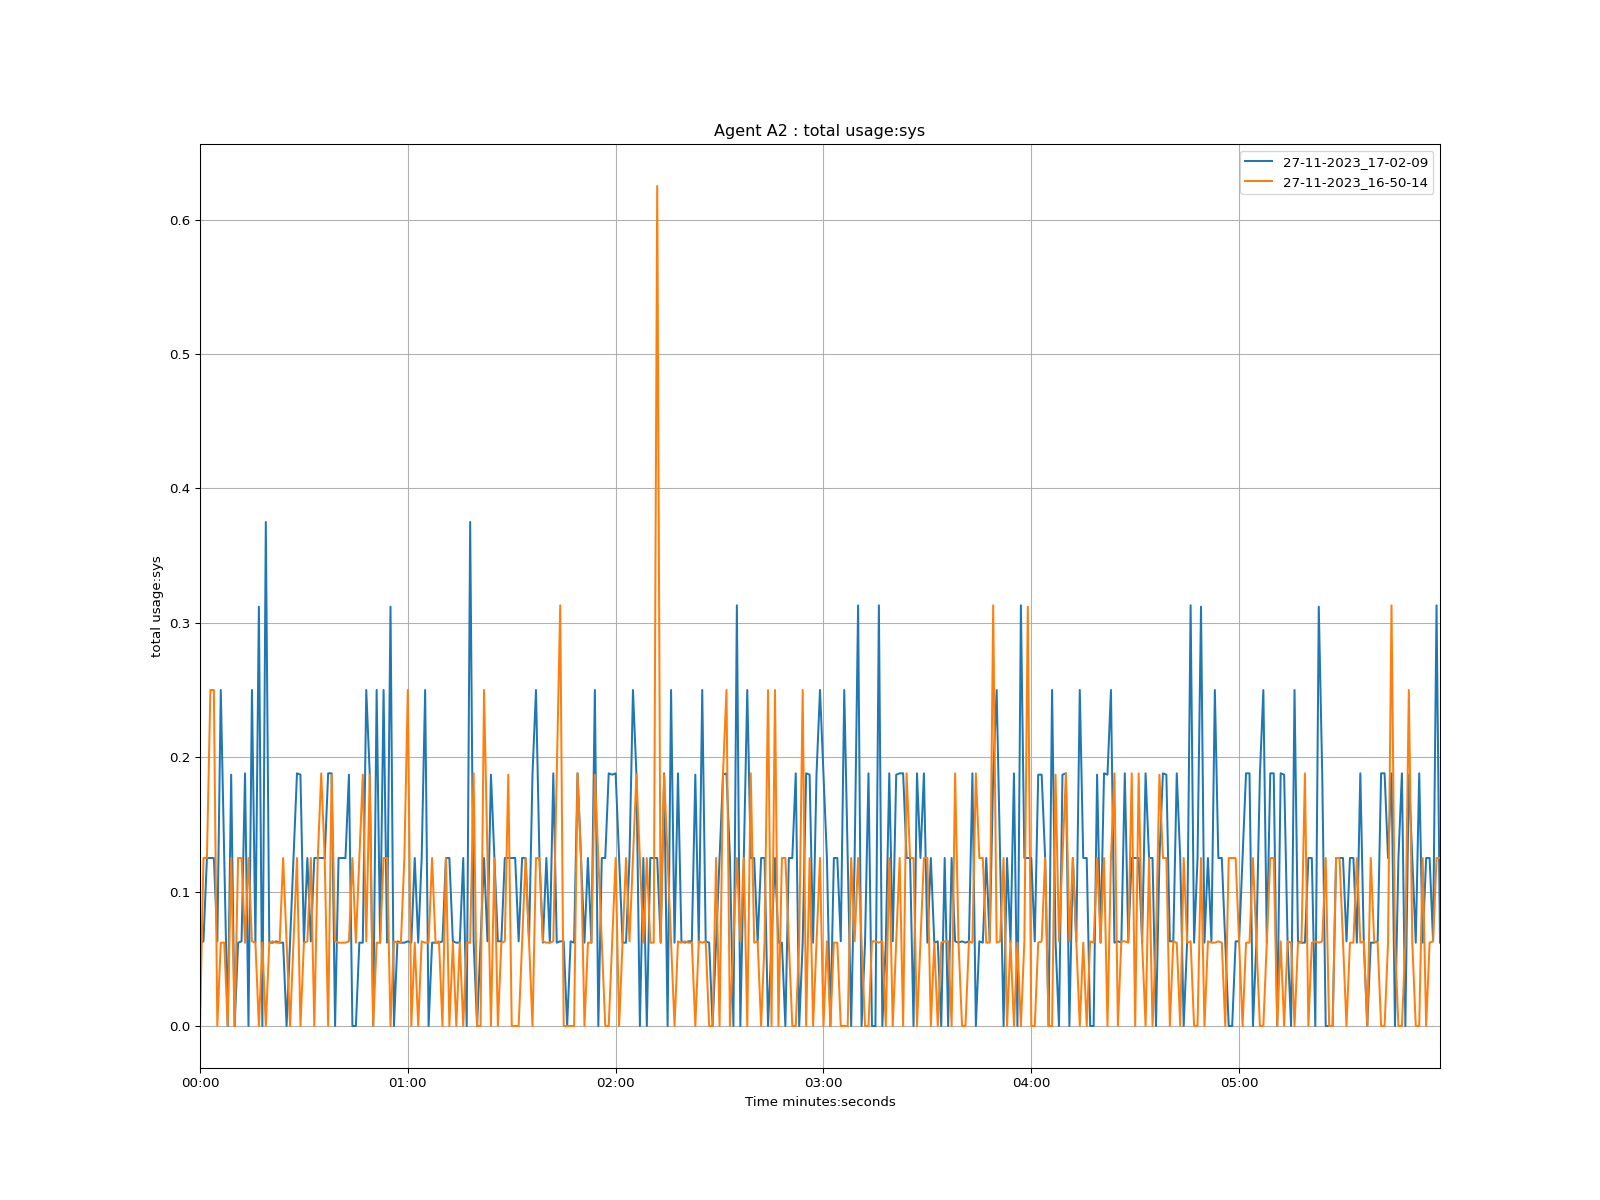 Agent A2 : total usage:sys
27-11-2023_17-02-09
27-11-2023_16-50-14
total usage:sys
0.6
0.5
0.4
0.3
0.2
0.1
0.0
00:00 01:00 02:00 03:00 04:00 05:00
Time minutes:seconds